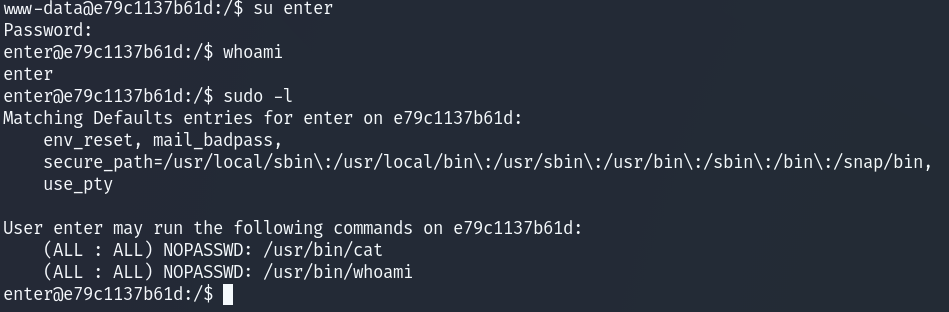 www-data@e79c1137b61d:/$ su enter
Password:
enter@e79c1137b61d:/$ whoami
enter
enter@e79c1137b61d:/$ sudo -l
Matching Defaults entries for enter on e79c1137b61d:
    env_reset, mail_badpass,
    secure_path=/usr/local/sbin\:/usr/local/bin\:/usr/sbin\:/usr/bin\:/sbin\:/bin\:/snap/bin,
    use_pty

User enter may run the following commands on e79c1137b61d:
    (ALL : ALL) NOPASSWD: /usr/bin/cat
    (ALL : ALL) NOPASSWD: /usr/bin/whoami
enter@e79c1137b61d:/$